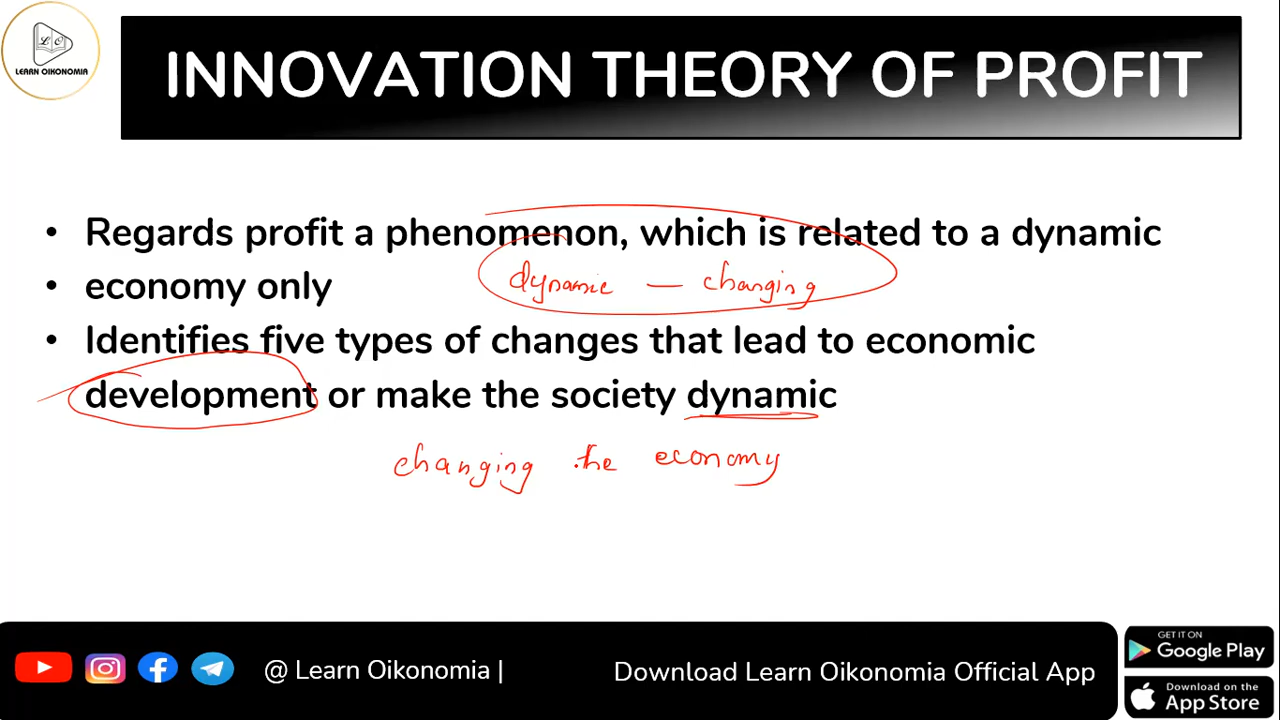 LO
LEARN OIKONOMIA
INNOVATION THEORY OF PROFIT
• Regards profit a phenomenon, which is related to a dynamic
• economy only
dynamic — changing
• Identifies five types of changes that lead to economic
development or make the society dynamic
changing the economy
@ Learn Oikonomia |
Download Learn Oikonomia Official App
GET IT ON
Google Play
Download on the
App Store